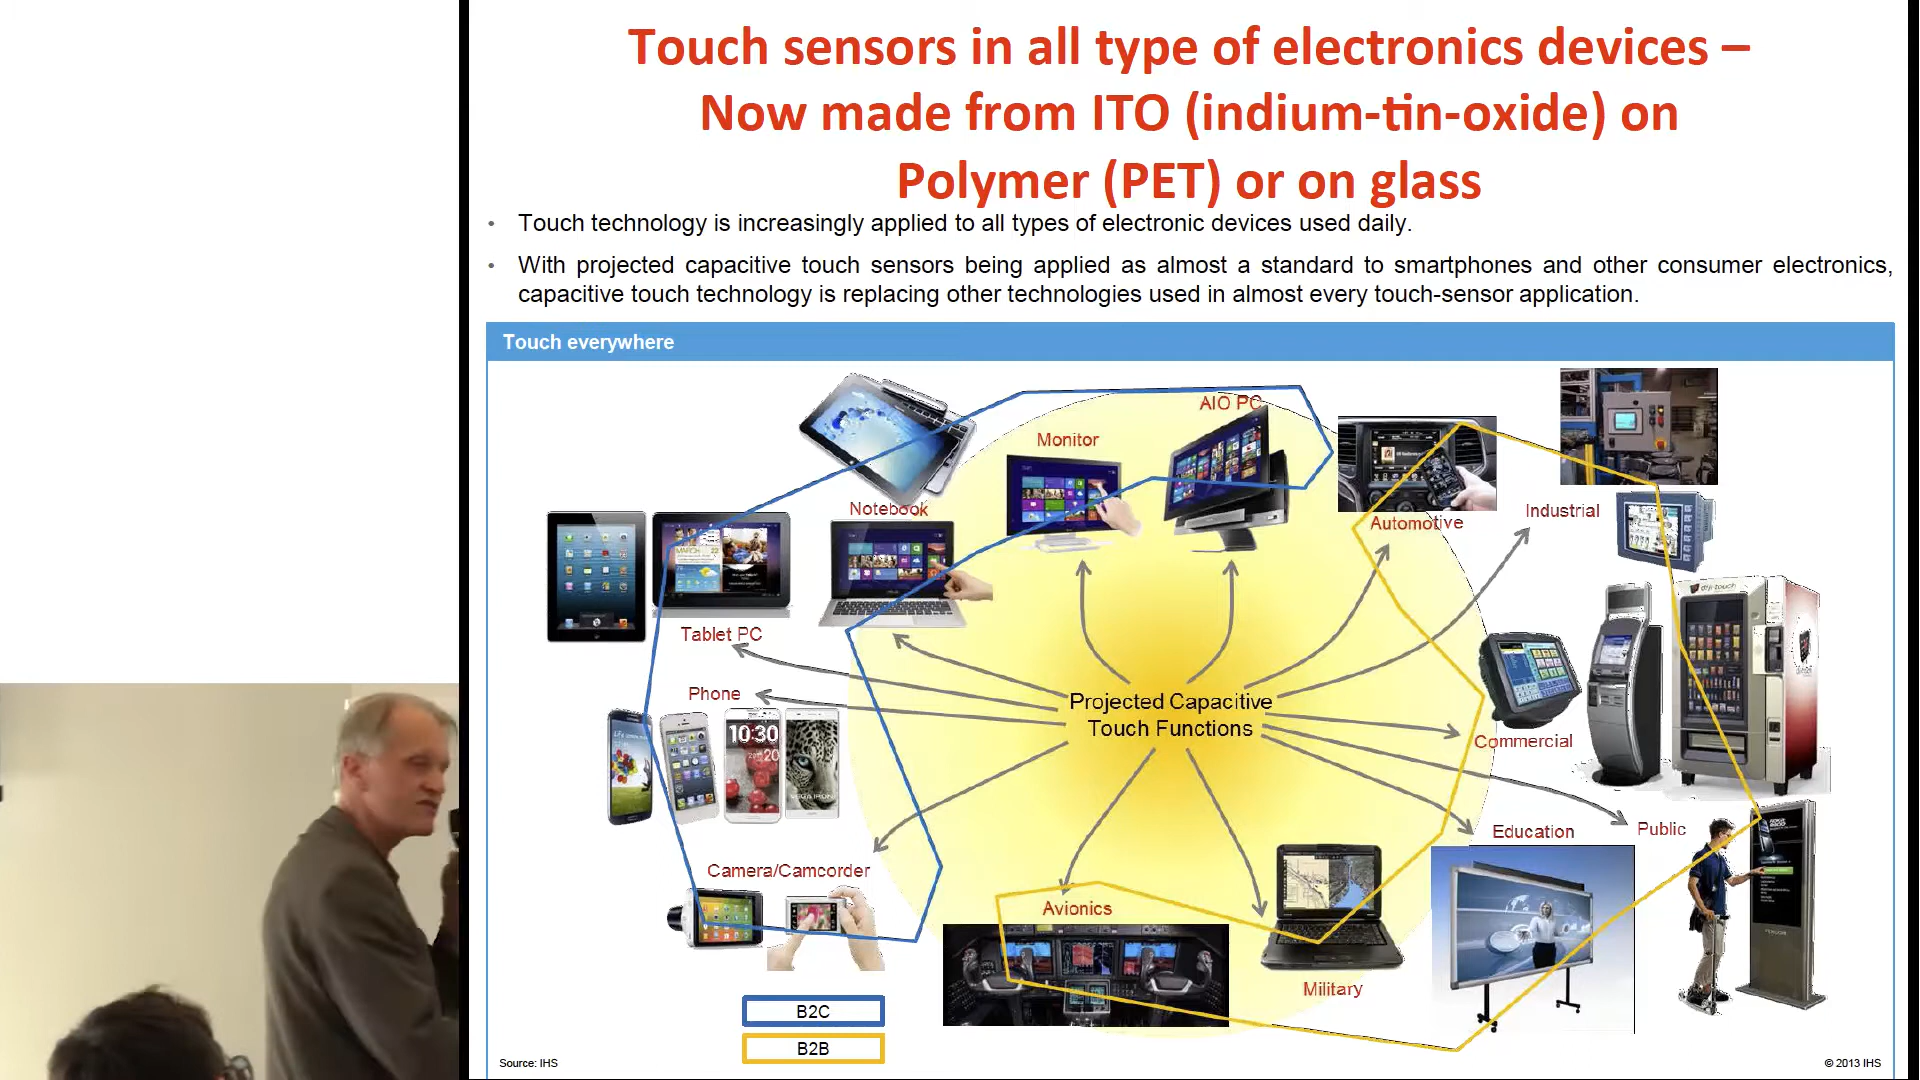 Touch sensors in all type of electronics devices –
Now made from ITO (indium-tin-oxide) on
Polymer (PET) or on glass
• Touch technology is increasingly applied to all types of electronic devices used daily.
• With projected capacitive touch sensors being applied as almost a standard to smartphones and other consumer electronics,
capacitive touch technology is replacing other technologies used in almost every touch-sensor application.
Touch everywhere
AIO PC
Monitor
Notebook
Automotive
Industrial
Tablet PC
Phone
10:30
Projected Capacitive
Touch Functions
Commercial
Education
Public
Camera/Camcorder
Avionics
Military
B2C
B2B
Source: IHS
© 2013 IHS